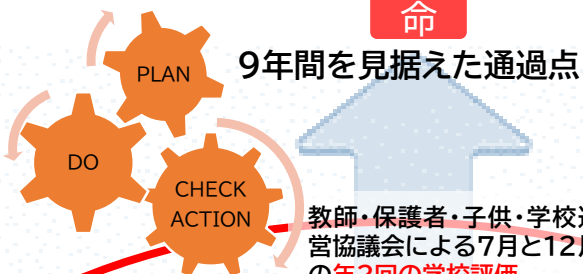 命
9年間を見据えた通過点
PLAN
DO
CHECK
ACTION
教師・保護者・子供・学校運
営協議会による7月と12月
の年2回の学校評価